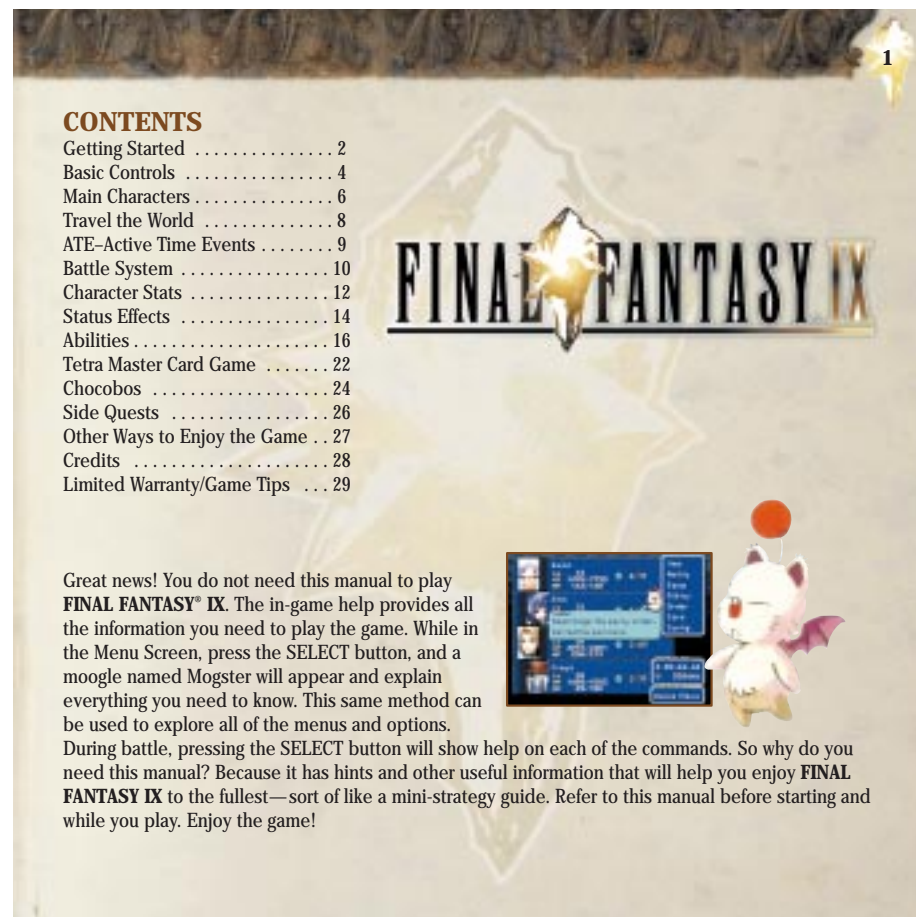 1
CONTENTS
Getting Started . . . . . . . . . . . . . . . 2
Basic Controls . . . . . . . . . . . . . . . . 4
Main Characters . . . . . . . . . . . . . . . 6
Travel the World . . . . . . . . . . . . . . 8
ATE–Active Time Events . . . . . . . . 9
Battle System . . . . . . . . . . . . . . . . 10
Character Stats . . . . . . . . . . . . . . . 12
Status Effects . . . . . . . . . . . . . . . . 14
Abilities . . . . . . . . . . . . . . . . . . . . . 16
Tetra Master Card Game . . . . . . . 22
Chocobos . . . . . . . . . . . . . . . . . . . 24
Side Quests . . . . . . . . . . . . . . . . . 26
Other Ways to Enjoy the Game . . 27
Credits . . . . . . . . . . . . . . . . . . . . . 28
Limited Warranty/Game Tips . . . 29
FINAL FANTASY IX
Great news! You do not need this manual to play
FINAL FANTASY® IX. The in-game help provides all
the information you need to play the game. While in
the Menu Screen, press the SELECT button, and a
moogle named Mogster will appear and explain
everything you need to know. This same method can
be used to explore all of the menus and options.
During battle, pressing the SELECT button will show help on each of the commands. So why do you
need this manual? Because it has hints and other useful information that will help you enjoy FINAL
FANTASY IX to the fullest—sort of like a mini-strategy guide. Refer to this manual before starting and
while you play. Enjoy the game!